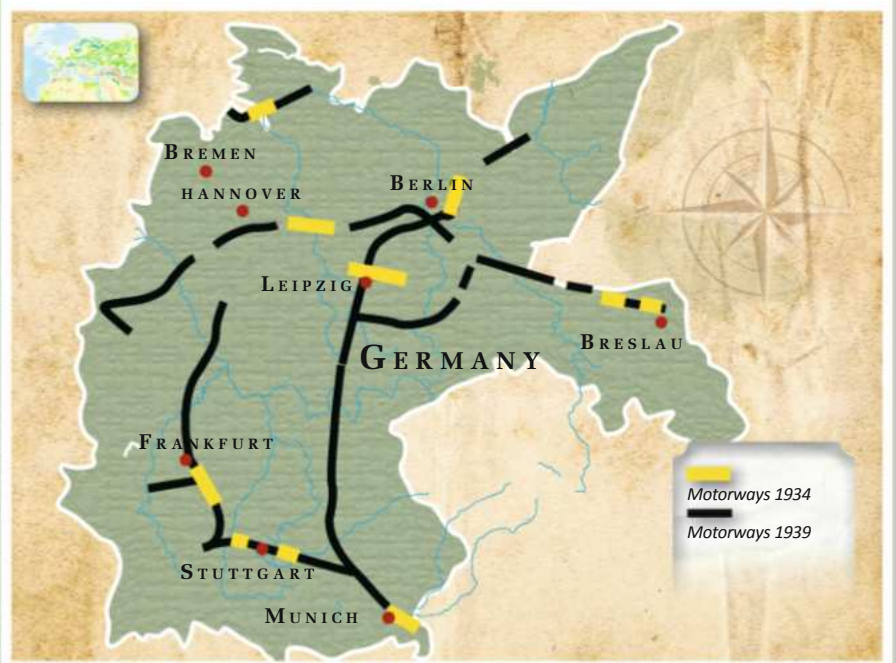 BREMEN
HANNOVER
BERLIN
LEIPZIG
GERMANY
BRESLAU
FRANKFURT
Motorways 1934
Motorways 1939
STUTTGART
MUNICH